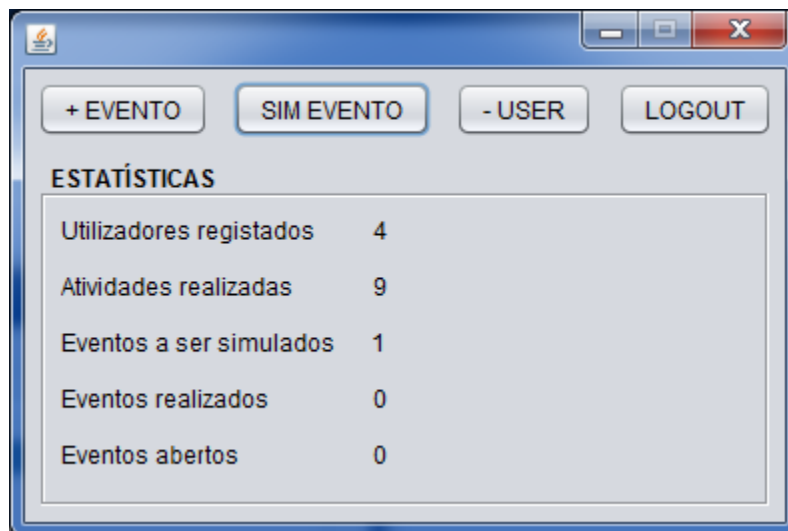 + EVENTO SIM EVENTO - USER LOGOUT
ESTATÍSTICAS
Utilizadores registados 4
Atividades realizadas 9
Eventos a ser simulados 1
Eventos realizados 0
Eventos abertos 0